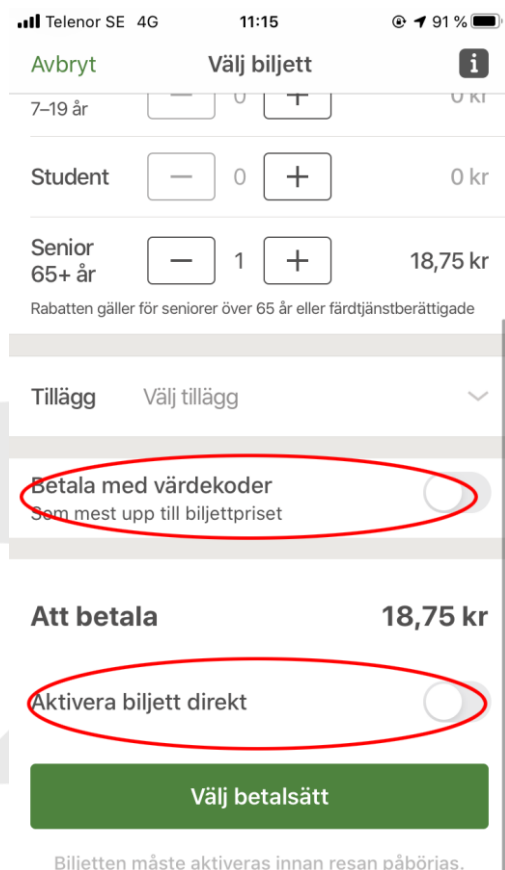 Telenor SE 4G 11:15 91 %
Avbryt Välj biljett i
7–19 år 0 0 kr
Student 0 0 kr
Senior
65+ år 1 18,75 kr
Rabatten gäller för seniorer över 65 år eller färdtjänstberättigade
Tillägg Välj tillägg
Betala med värdekoder
Som mest upp till biljettpriset
Att betala 18,75 kr
Aktivera biljett direkt
Välj betalsätt
Biljetten måste aktiveras innan resan påbörjas.